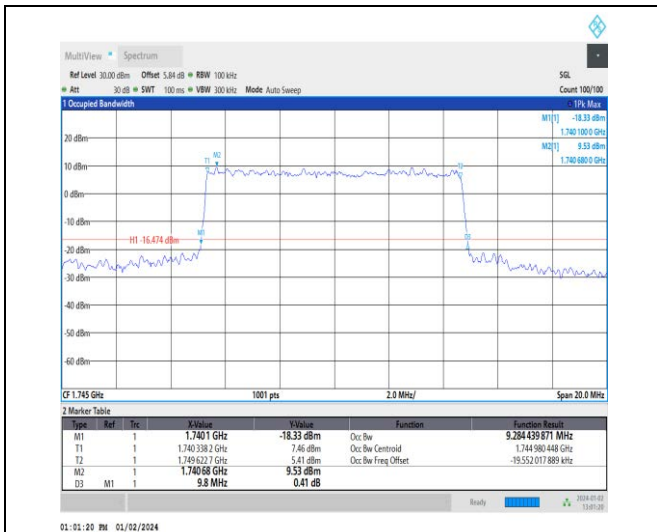 MultiView Spectrum
Ref Level 30.00 dBm Offset 5.84 dB RBW 100 kHz SGL
Att 30 dB SWT 100 ms VBW 300 kHz Mode Auto Sweep Count 100/100
1 Occupied Bandwidth 1Pk Max
M1[1] -18.33 dBm
1.740 100 0 GHz
20 dBm
M2[1] 9.53 dBm
1.740 680 0 GHz
T1 M2 T2
10 dBm
0 dBm
-10 dBm
M1 D3
H1 -16.474 dBm
-20 dBm
-30 dBm
-40 dBm
-50 dBm
-60 dBm
CF 1.745 GHz 1001 pts 2.0 MHz/ Span 20.0 MHz
2 Marker Table
Type Ref Trc X-Value Y-Value Function Function Result
M1 1 1.7401 GHz -18.33 dBm Occ Bw 9.284 439 871 MHz
T1 1 1.740 338 2 GHz 7.46 dBm Occ Bw Centroid 1.744 980 448 GHz
T2 1 1.749 622 7 GHz 5.41 dBm Occ Bw Freq Offset -19.552 017 889 kHz
M2 1 1.740 68 GHz 9.53 dBm
D3 M1 1 9.8 MHz 0.41 dB
Ready 2024-01-02
13:01:20
01:01:20 PM 01/02/2024